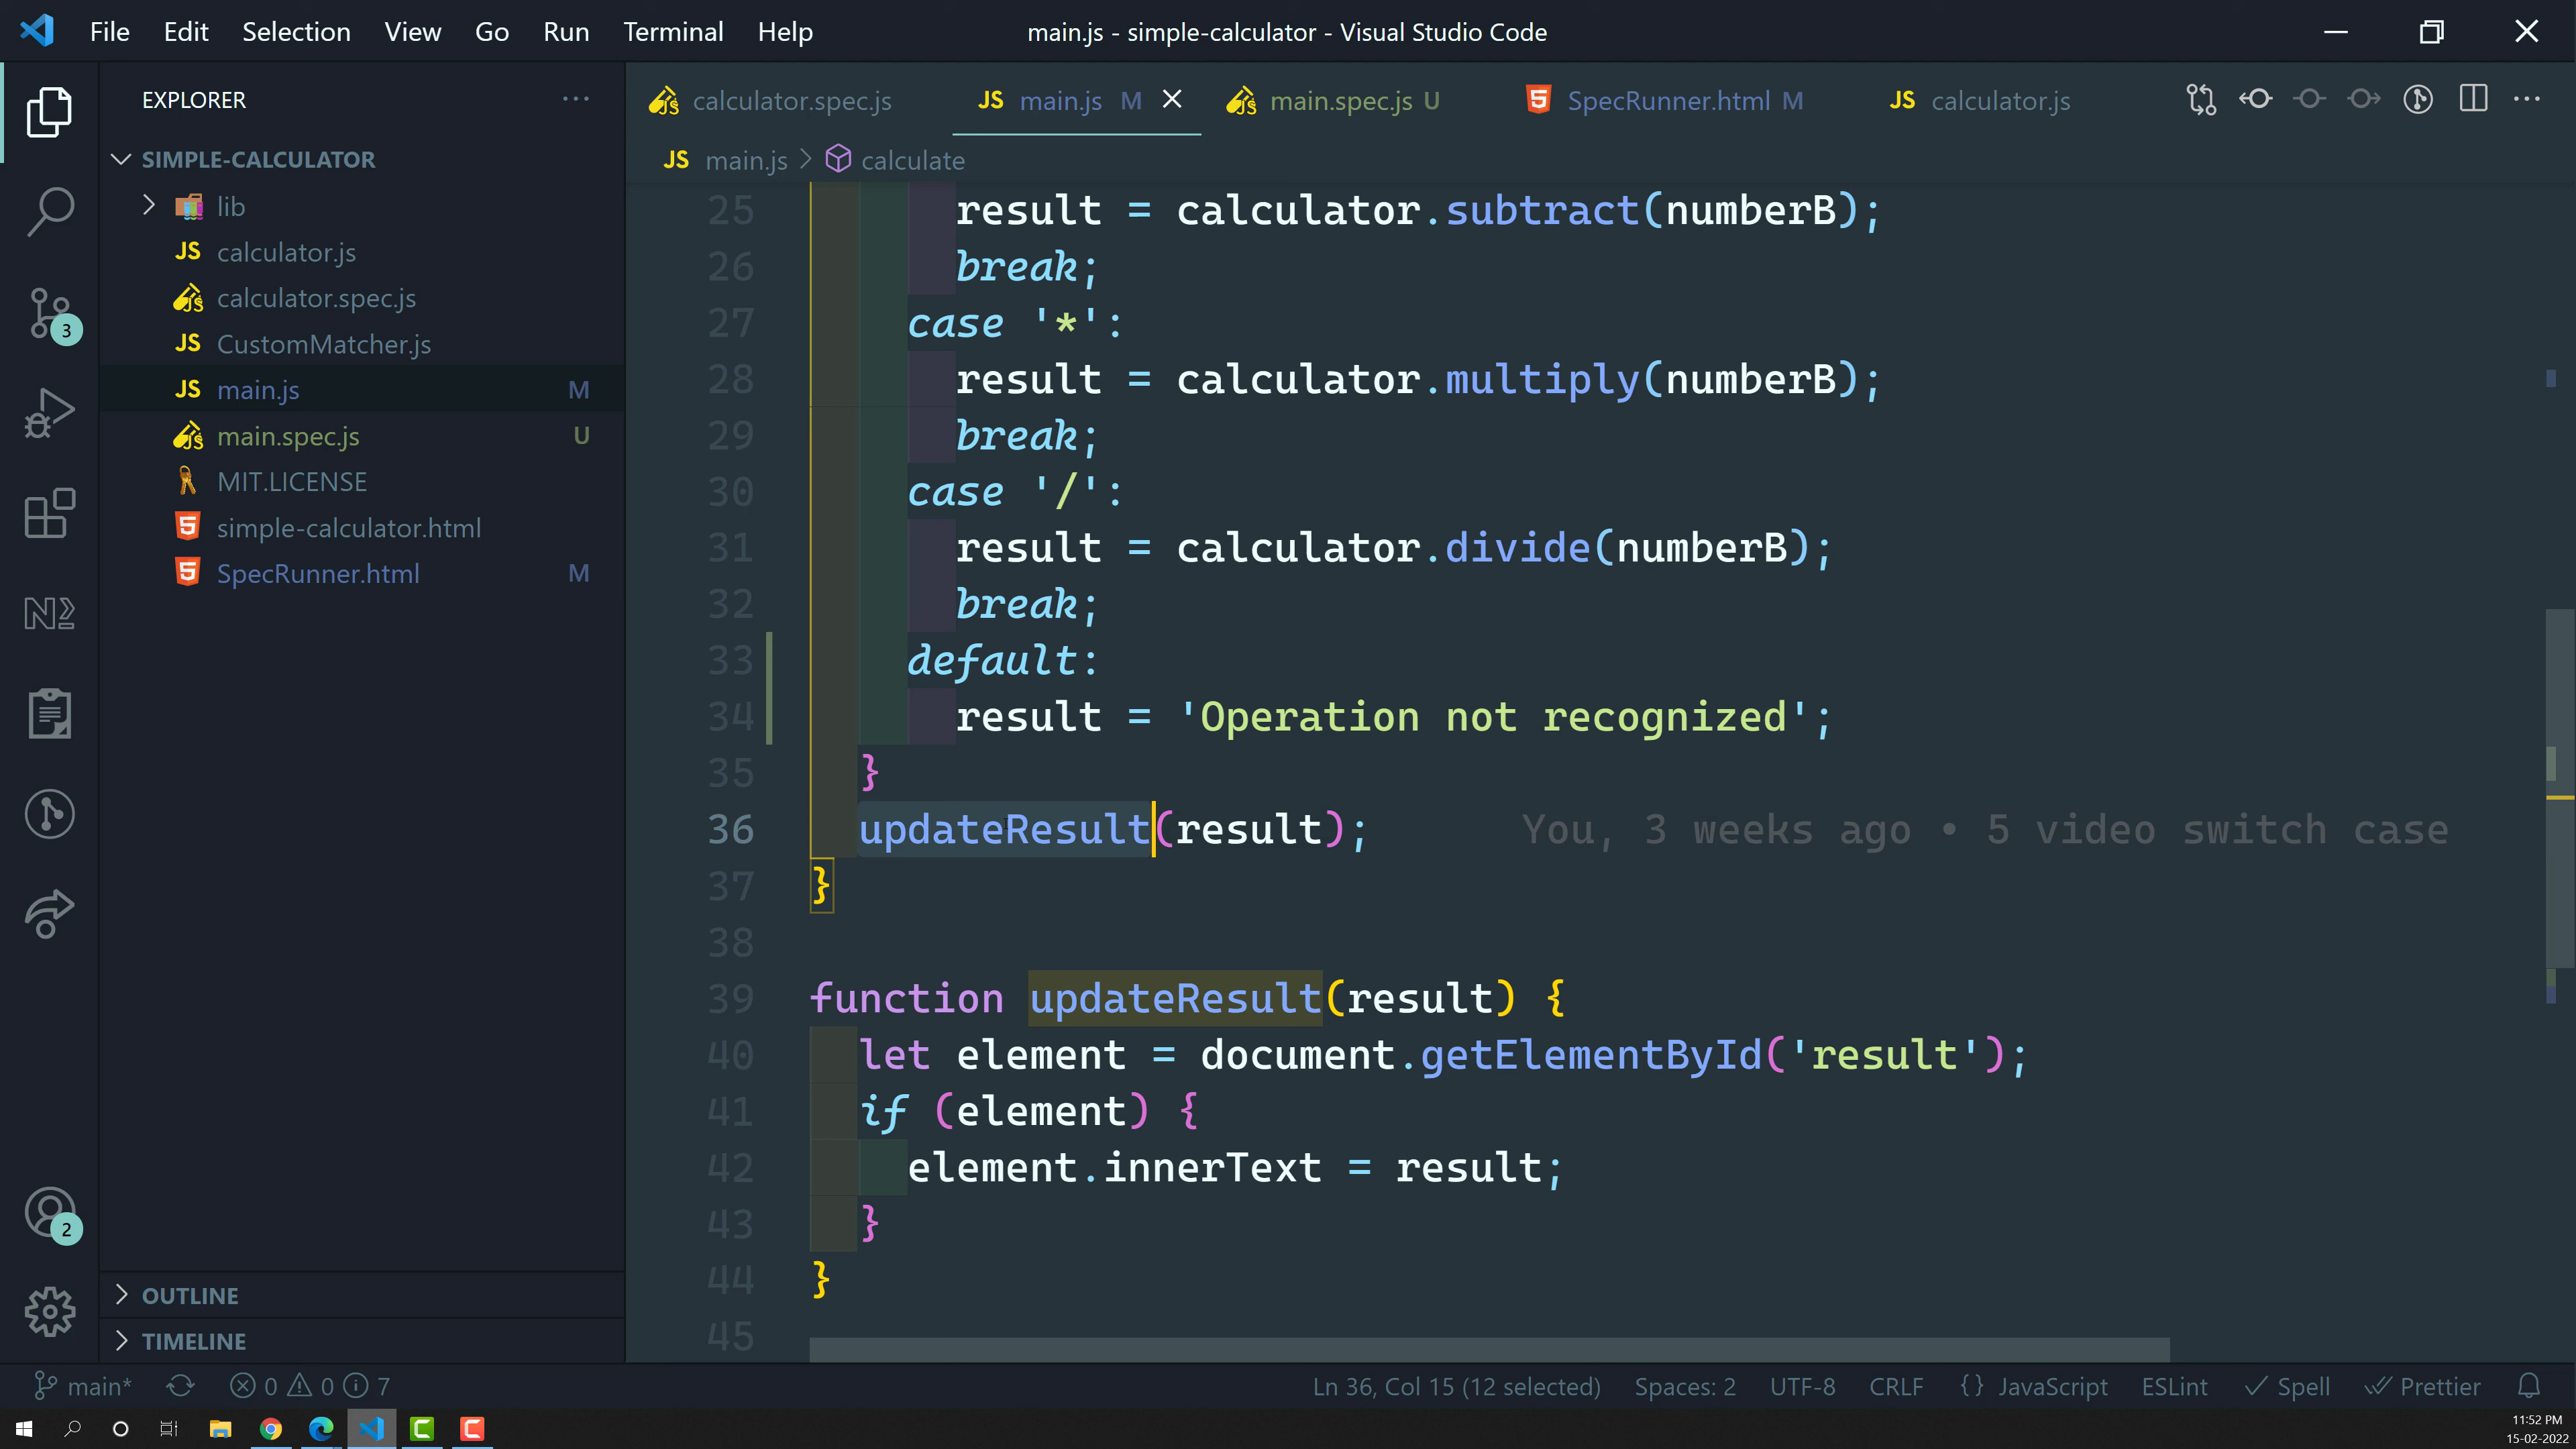 File Edit Selection View Go Run Terminal Help
main.js - simple-calculator - Visual Studio Code
EXPLORER
SIMPLE-CALCULATOR
lib
JS calculator.js
calculator.spec.js
JS CustomMatcher.js
JS main.js M
main.spec.js U
MIT.LICENSE
simple-calculator.html
SpecRunner.html M
OUTLINE
TIMELINE
3
2
calculator.spec.js
JS main.js M
main.spec.js U
SpecRunner.html M
JS calculator.js
JS main.js > calculate
25 result = calculator.subtract(numberB);
26 break;
27 case '*':
28 result = calculator.multiply(numberB);
29 break;
30 case '/':
31 result = calculator.divide(numberB);
32 break;
33 default:
34 result = 'Operation not recognized';
35 }
36 updateResult(result); You, 3 weeks ago • 5 video switch case
37 }
38
39 function updateResult(result) {
40 let element = document.getElementById('result');
41 if (element) {
42 element.innerText = result;
43 }
44 }
45
main* 0 0 7
Ln 36, Col 15 (12 selected) Spaces: 2 UTF-8 CRLF {} JavaScript ESLint Spell Prettier
11:52 PM
15-02-2022